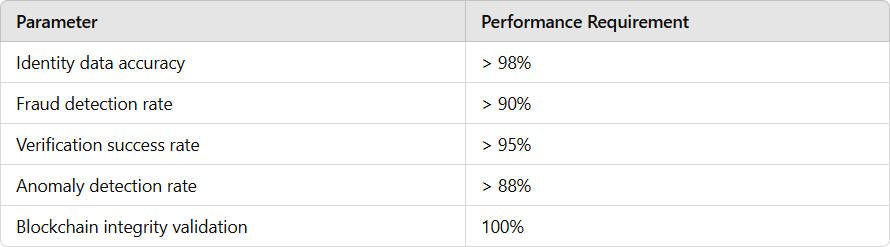 Parameter Performance Requirement
Identity data accuracy > 98%
Fraud detection rate > 90%
Verification success rate > 95%
Anomaly detection rate > 88%
Blockchain integrity validation 100%